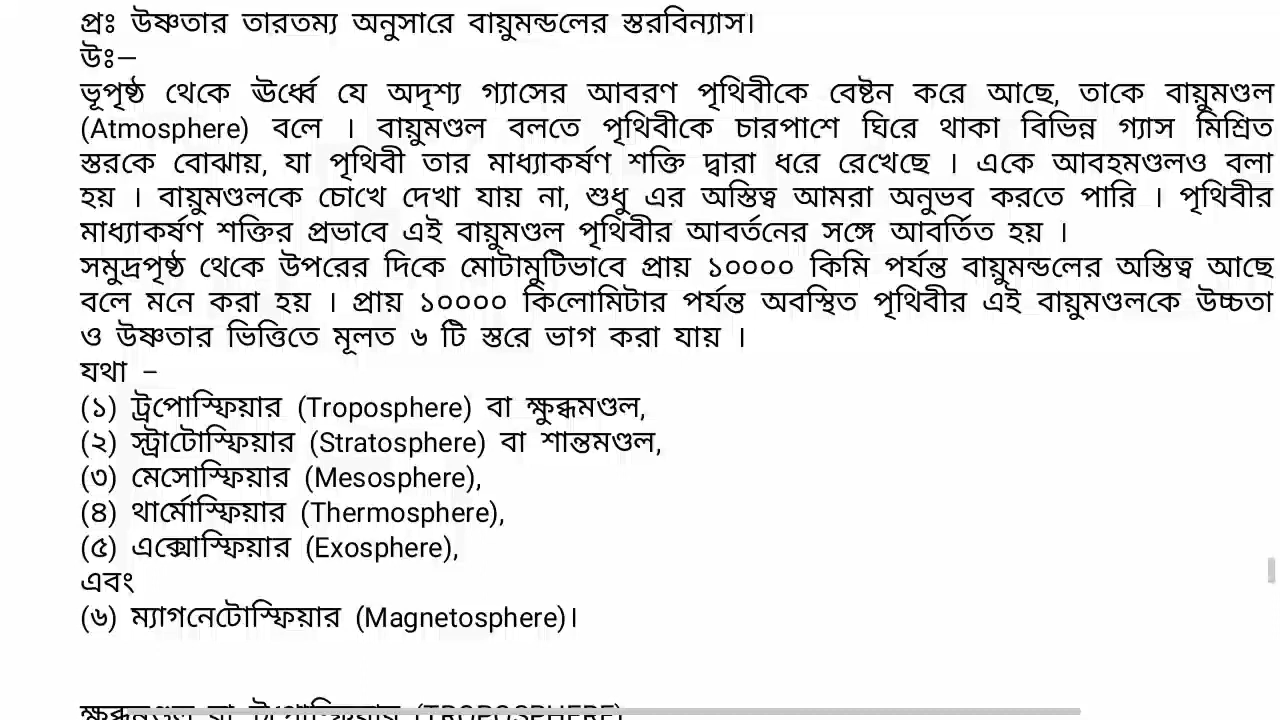 প্রঃ উষ্ণতার তারতম্য অনুসারে বায়ুমন্ডলের স্তরবিন্যাস।
উঃ—
ভূপৃষ্ঠ থেকে ঊর্ধ্বে যে অদৃশ্য গ্যাসের আবরণ পৃথিবীকে বেষ্টন করে আছে, তাকে বায়ুমণ্ডল
(Atmosphere) বলে । বায়ুমণ্ডল বলতে পৃথিবীকে চারপাশে ঘিরে থাকা বিভিন্ন গ্যাস মিশ্রিত
স্তরকে বোঝায়, যা পৃথিবী তার মাধ্যাকর্ষণ শক্তি দ্বারা ধরে রেখেছে । একে আবহমণ্ডলও বলা
হয় । বায়ুমণ্ডলকে চোখে দেখা যায় না, শুধু এর অস্তিত্ব আমরা অনুভব করতে পারি । পৃথিবীর
মাধ্যাকর্ষণ শক্তির প্রভাবে এই বায়ুমণ্ডল পৃথিবীর আবর্তনের সঙ্গে আবর্তিত হয় ।
সমুদ্রপৃষ্ঠ থেকে উপরের দিকে মোটামুটিভাবে প্রায় ১০০০০ কিমি পর্যন্ত বায়ুমন্ডলের অস্তিত্ব আছে
বলে মনে করা হয় । প্রায় ১০০০০ কিলোমিটার পর্যন্ত অবস্থিত পৃথিবীর এই বায়ুমণ্ডলকে উচ্চতা
ও উষ্ণতার ভিত্তিতে মূলত ৬ টি স্তরে ভাগ করা যায় ।
যথা –
(১) ট্রপোস্ফিয়ার (Troposphere) বা ক্ষুব্ধমণ্ডল,
(২) স্ট্রাটোস্ফিয়ার (Stratosphere) বা শান্তমণ্ডল,
(৩) মেসোস্ফিয়ার (Mesosphere),
(৪) থার্মোস্ফিয়ার (Thermosphere),
(৫) এক্সোস্ফিয়ার (Exosphere),
এবং
(৬) ম্যাগনেটোস্ফিয়ার (Magnetosphere)।
ক্ষুব্ধমণ্ডল বা ট্রপোস্ফিয়ার (TROPOSPHERE)